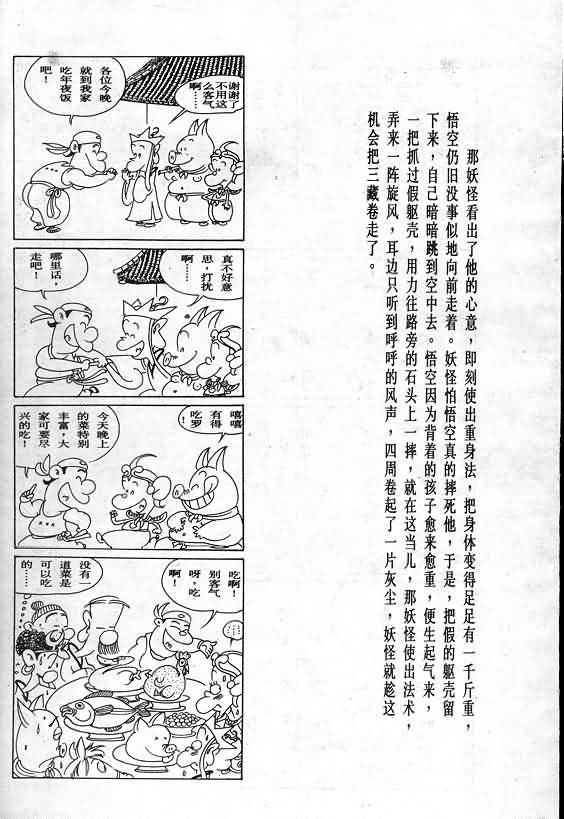 那妖怪看出了他的心意，即刻使出重身法，把身体变得足足有一千斤重，
悟空仍旧没事似地向前走着。妖怪怕悟空真的摔死他，于是，把假的躯壳留
下来，自己暗暗跳到空中去。悟空因为背着的孩子愈来愈重，便生起气来，
一把抓过假躯壳，用力往路旁的石头上一摔，就在这当儿，那妖怪使出法术，
弄来一阵旋风，耳边只听到呼呼的风声，四周卷起了一片灰尘，妖怪就趁这
机会把三藏卷走了。
各位今晚
就到我家
吃年夜饭
吧！
谢谢
不用这
么客气
啊……
真不好意
思，打扰
啊……
哪里话，
走吧！
嘻嘻
有得
吃罗
！
今天晚上
的菜特别
丰富，大
家可要尽
兴的吃！
吃啊！
别客气
呀，吃
啊！
没有一
道菜是
可以吃
的……